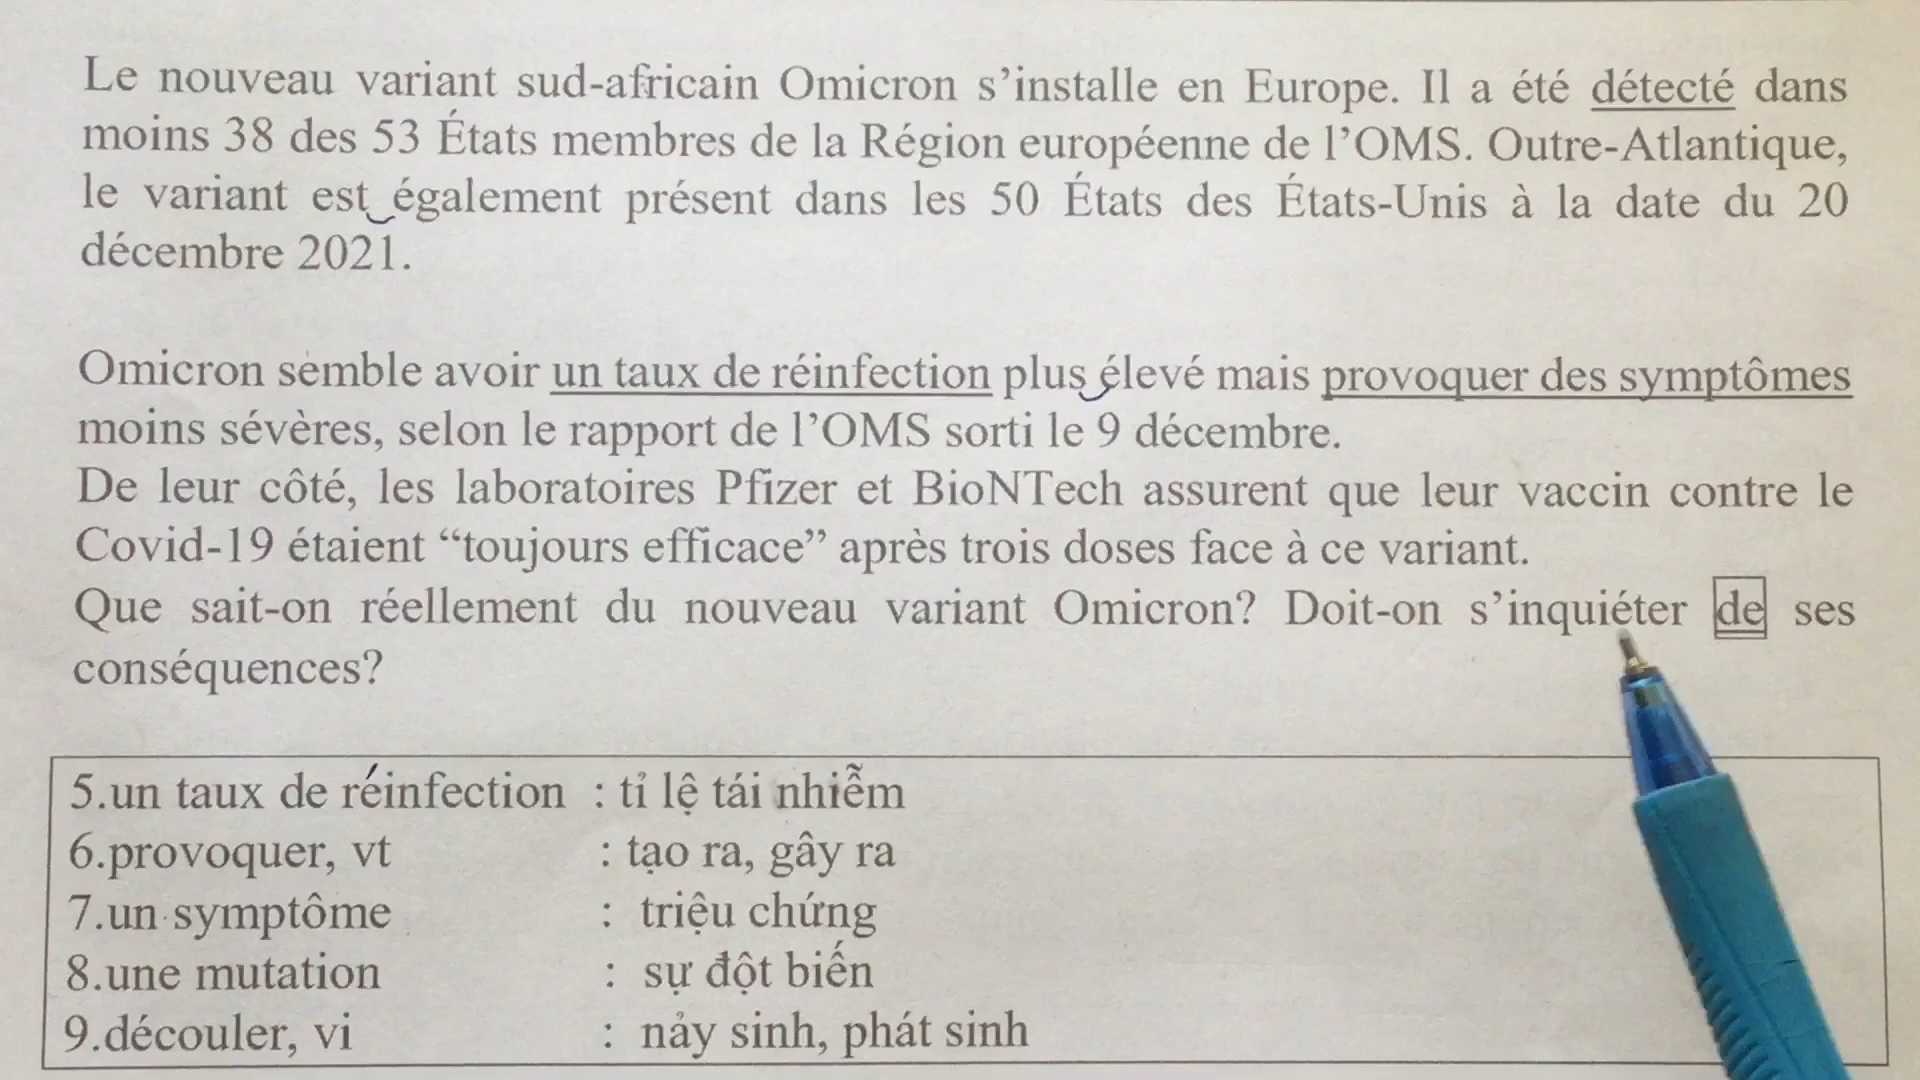 Le nouveau variant sud-africain Omicron s’installe en Europe. Il a été détecté dans
moins 38 des 53 États membres de la Région européenne de l’OMS. Outre-Atlantique,
le variant est également présent dans les 50 États des États-Unis à la date du 20
décembre 2021.
Omicron semble avoir un taux de réinfection plus élevé mais provoquer des symptômes
moins sévères, selon le rapport de l’OMS sorti le 9 décembre.
De leur côté, les laboratoires Pfizer et BioNTech assurent que leur vaccin contre le
Covid-19 étaient “toujours efficace” après trois doses face à ce variant.
Que sait-on réellement du nouveau variant Omicron? Doit-on s’inquiéter de ses
conséquences?
5.un taux de réinfection : tỉ lệ tái nhiễm
6.provoquer, vt : tạo ra, gây ra
7.un symptôme : triệu chứng
8.une mutation : sự đột biến
9.découler, vi : nảy sinh, phát sinh